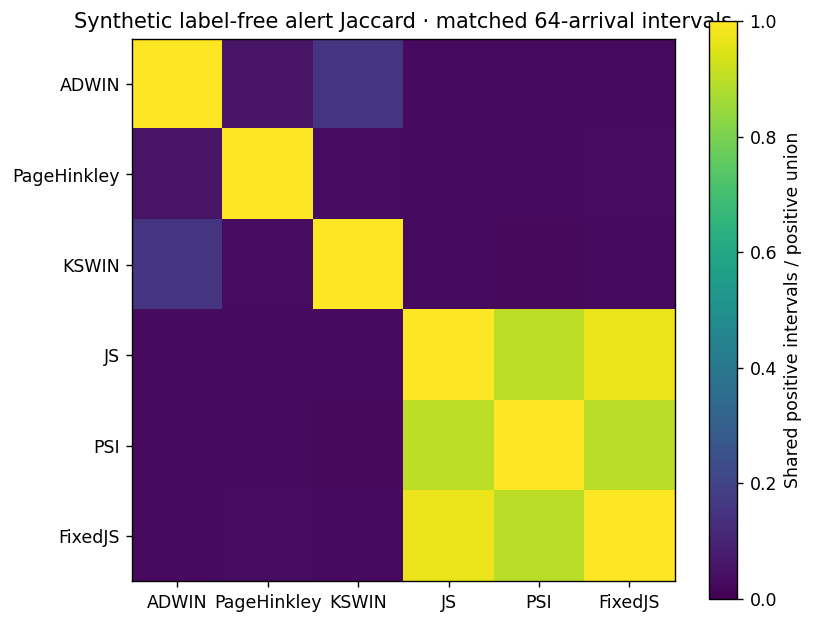 Synthetic label-free alert Jaccard · matched 64-arrival intervals
ADWIN
PageHinkley
KSWIN
JS
PSI
FixedJS
ADWIN PageHinkley KSWIN JS PSI FixedJS
1.0
0.8
0.6
0.4
0.2
0.0
Shared positive intervals / positive union